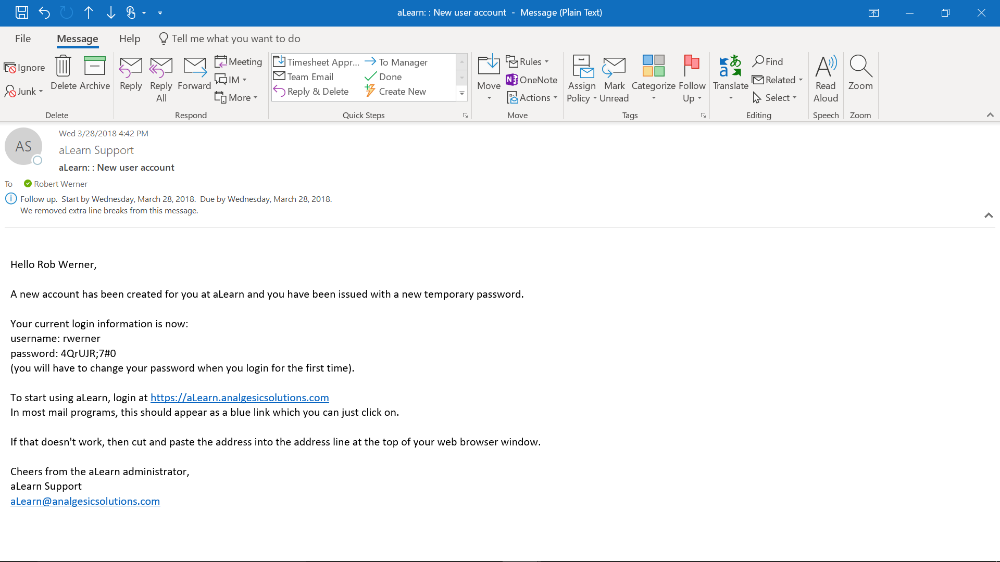 aLearn: : New user account - Message (Plain Text)
File Message Help Tell me what you want to do
Ignore
Junk
Delete
Archive
Delete
Reply
Reply All
Forward
Meeting
IM
More
Respond
Timesheet Appr...
Team Email
Reply & Delete
To Manager
Done
Create New
Quick Steps
Move
Rules
OneNote
Actions
Move
Assign Policy
Mark Unread
Categorize
Follow Up
Tags
Translate
Find
Related
Select
Editing
Read Aloud
Speech
Zoom
Zoom
AS
Wed 3/28/2018 4:42 PM
aLearn Support
aLearn: : New user account
To Robert Werner
Follow up. Start by Wednesday, March 28, 2018. Due by Wednesday, March 28, 2018.
We removed extra line breaks from this message.
Hello Rob Werner,
A new account has been created for you at aLearn and you have been issued with a new temporary password.
Your current login information is now:
username: rwerner
password: 4QrUJR;7#0
(you will have to change your password when you login for the first time).
To start using aLearn, login at https://aLearn.analgesicsolutions.com
In most mail programs, this should appear as a blue link which you can just click on.
If that doesn't work, then cut and paste the address into the address line at the top of your web browser window.
Cheers from the aLearn administrator,
aLearn Support
aLearn@analgesicsolutions.com